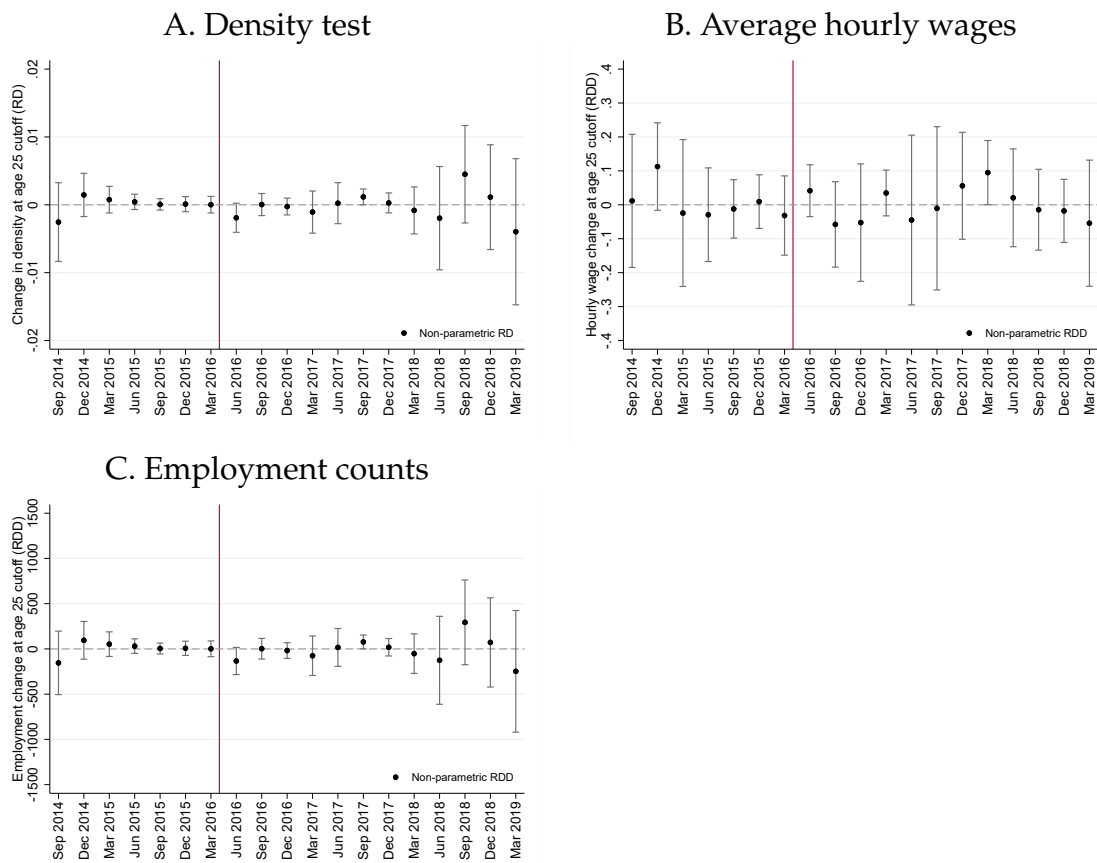 A. Density test
Change in density at age 25 cutoff (RD)
.02
.01
0
-.01
-.02
Non-parametric RD
Sep 2014
Dec 2014
Mar 2015
Jun 2015
Sep 2015
Dec 2015
Mar 2016
Jun 2016
Sep 2016
Dec 2016
Mar 2017
Jun 2017
Sep 2017
Dec 2017
Mar 2018
Jun 2018
Sep 2018
Dec 2018
Mar 2019
B. Average hourly wages
Hourly wage change at age 25 cutoff (RDD)
.4
.3
.2
.1
0
-.1
-.2
-.3
-.4
Non-parametric RDD
Sep 2014
Dec 2014
Mar 2015
Jun 2015
Sep 2015
Dec 2015
Mar 2016
Jun 2016
Sep 2016
Dec 2016
Mar 2017
Jun 2017
Sep 2017
Dec 2017
Mar 2018
Jun 2018
Sep 2018
Dec 2018
Mar 2019
C. Employment counts
Employment change at age 25 cutoff (RDD)
1500
1000
500
0
-500
-1000
-1500
Non-parametric RDD
Sep 2014
Dec 2014
Mar 2015
Jun 2015
Sep 2015
Dec 2015
Mar 2016
Jun 2016
Sep 2016
Dec 2016
Mar 2017
Jun 2017
Sep 2017
Dec 2017
Mar 2018
Jun 2018
Sep 2018
Dec 2018
Mar 2019